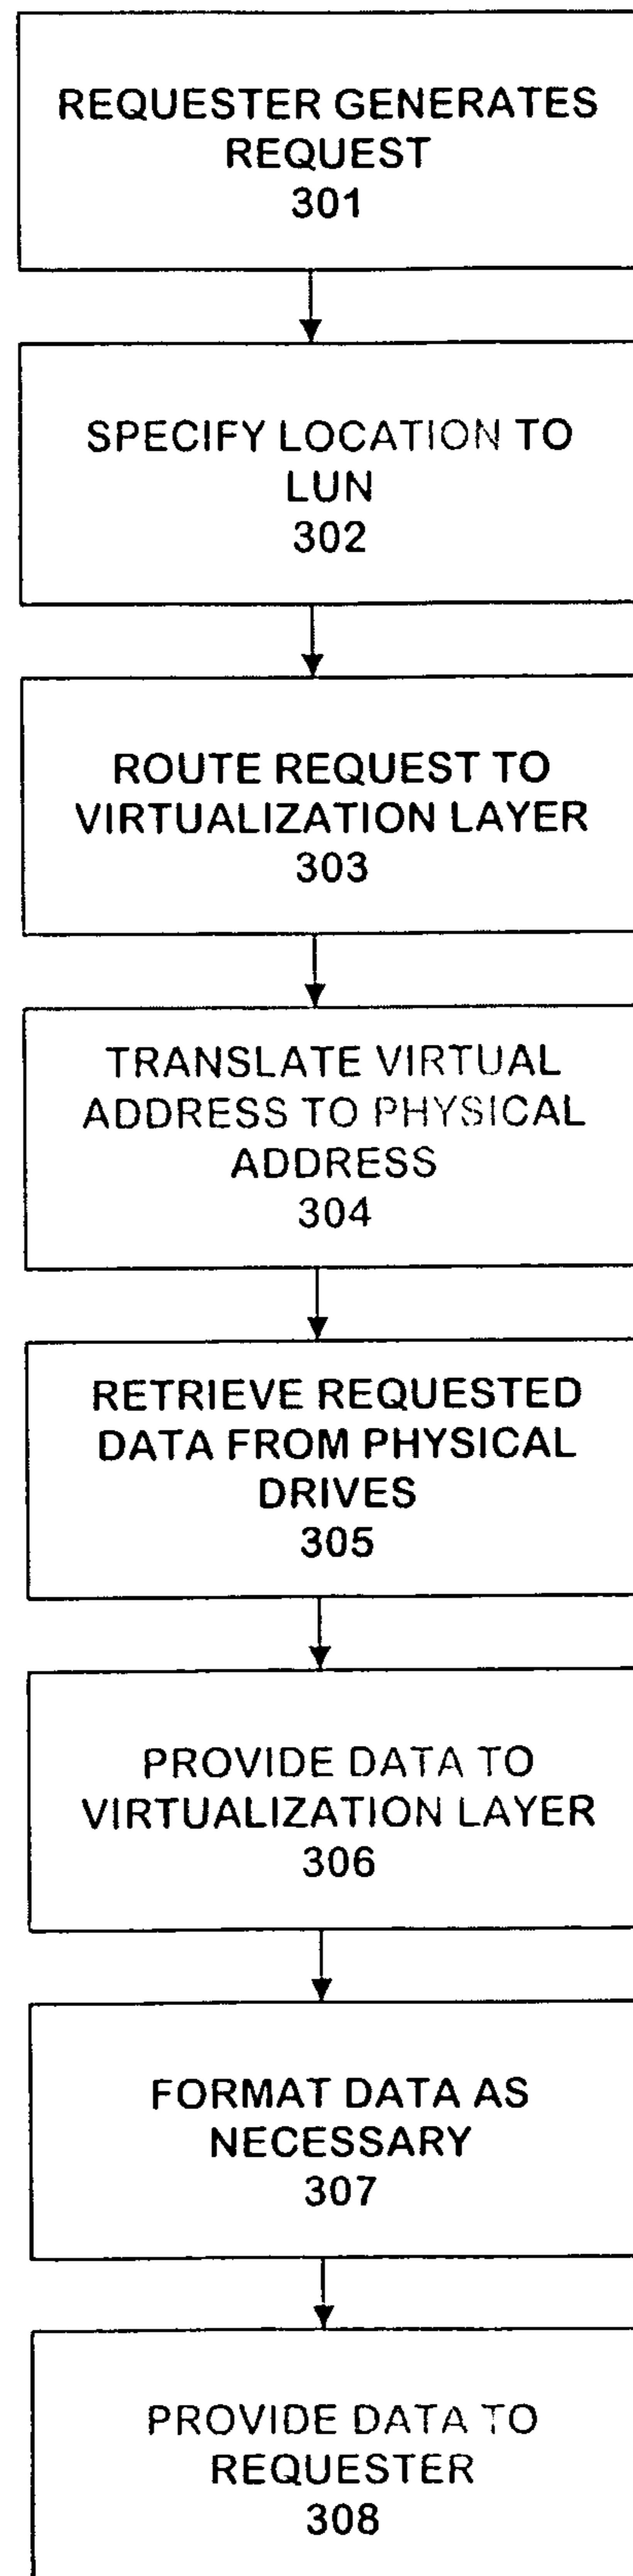 REQUESTER GENERATES
REQUEST
301
SPECIFY LOCATION TO
LUN
302
ROUTE REQUEST TO
VIRTUALIZATION LAYER
303
TRANSLATE VIRTUAL
ADDRESS TO PHYSICAL
ADDRESS
304
RETRIEVE REQUESTED
DATA FROM PHYSICAL
DRIVES
305
PROVIDE DATA TO
VIRTUALIZATION LAYER
306
FORMAT DATA AS
NECESSARY
307
PROVIDE DATA TO
REQUESTER
308